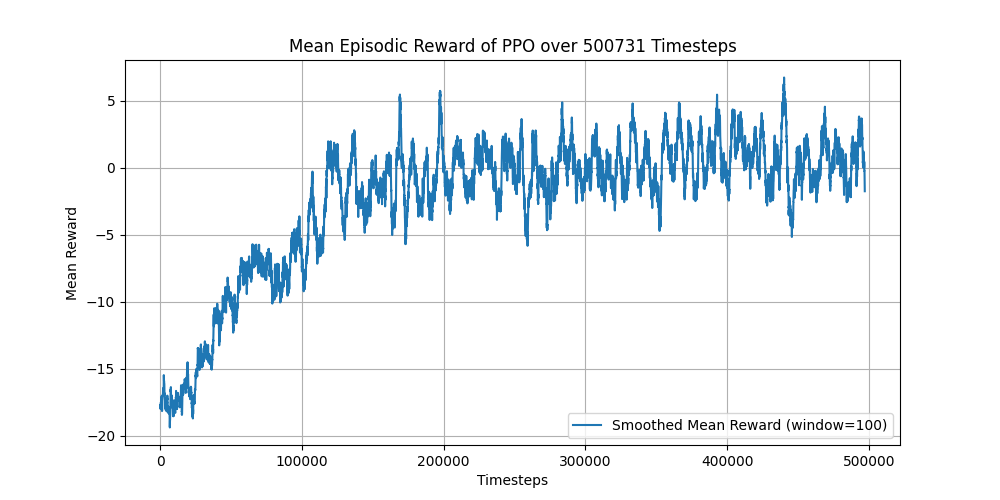 Mean Episodic Reward of PPO over 500731 Timesteps
Mean Reward
5
0
−5
−10
−15
−20
Smoothed Mean Reward (window=100)
0 100000 200000 300000 400000 500000
Timesteps